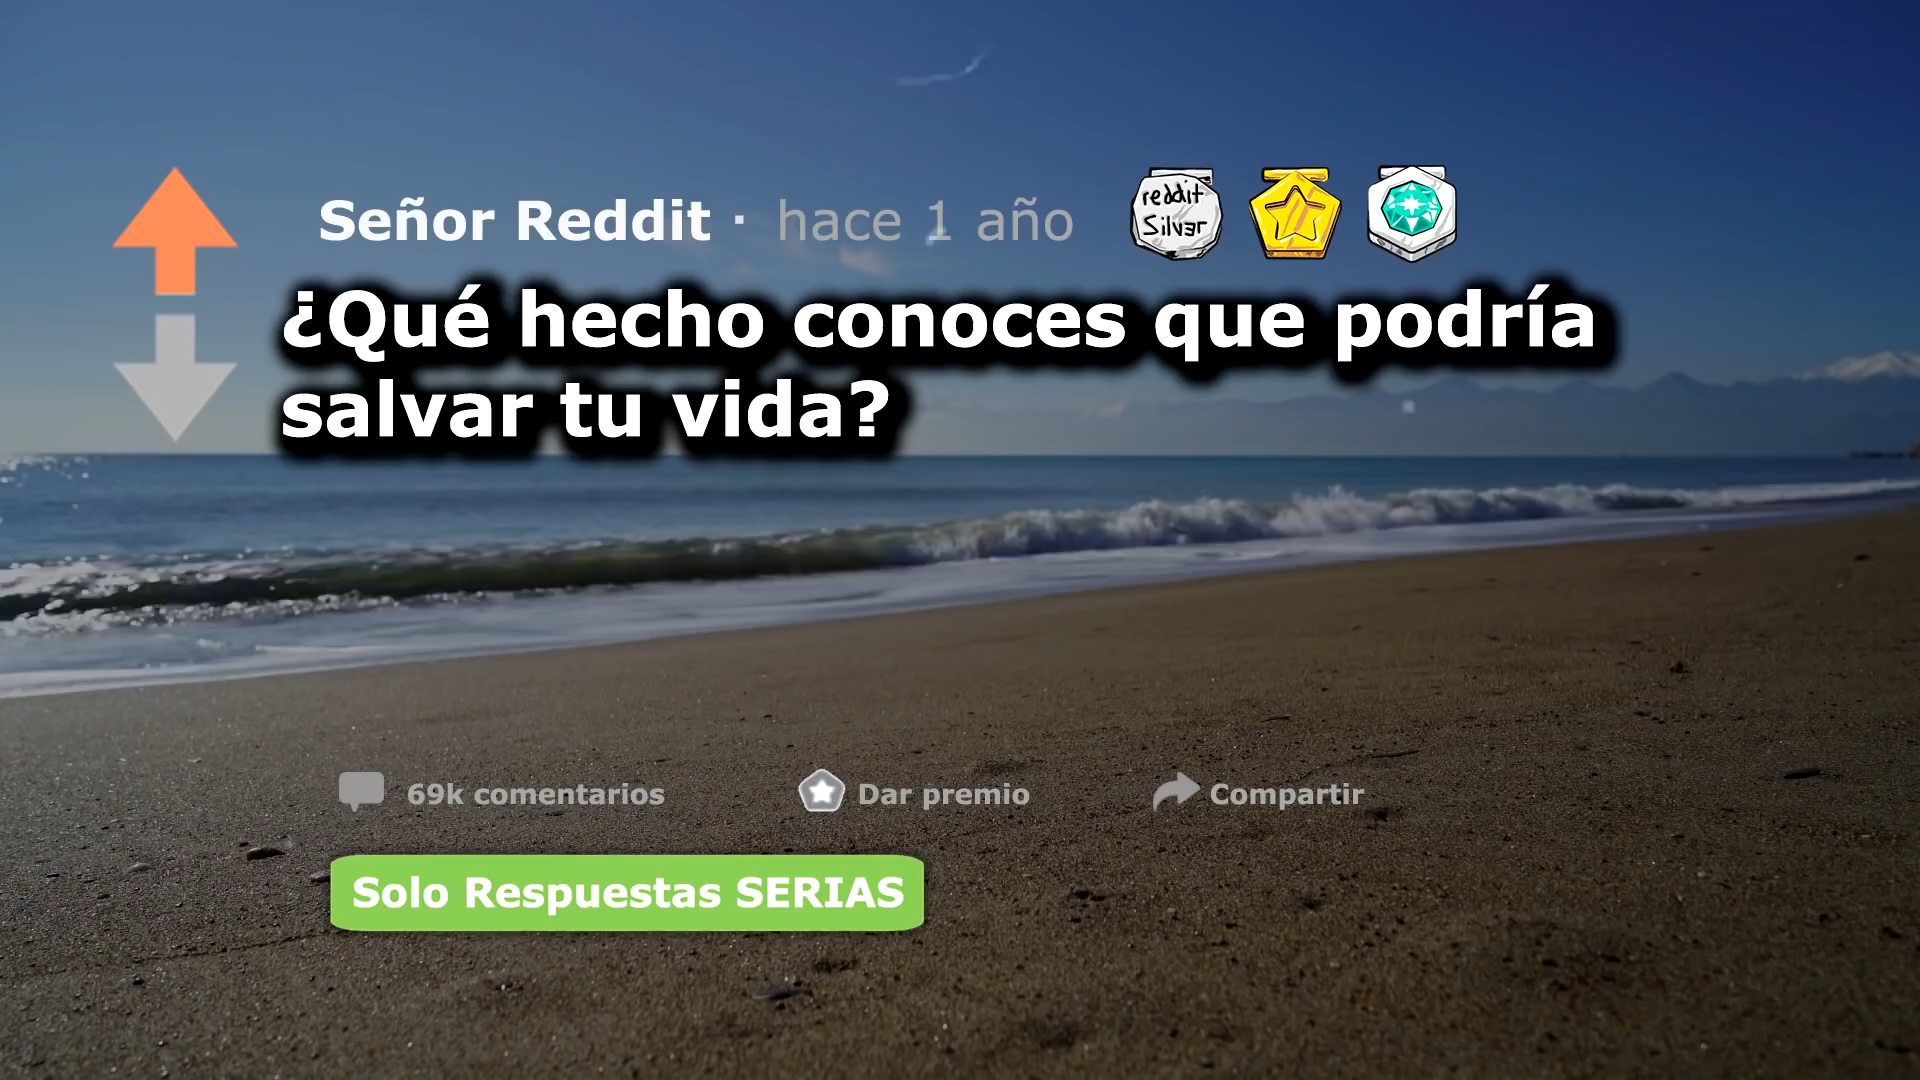 Señor Reddit · hace 1 año
reddit
Silver
¿Qué hecho conoces que podría
salvar tu vida?
69k comentarios
Dar premio
Compartir
Solo Respuestas SERIAS